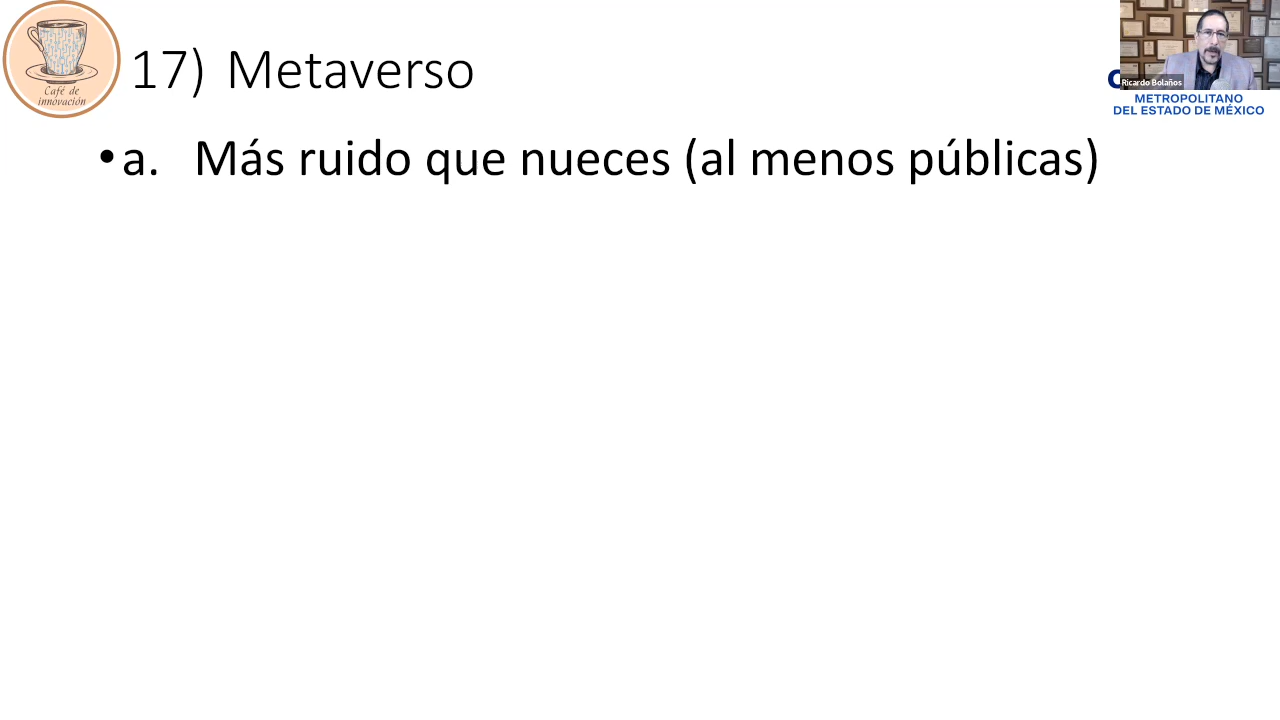 Café de
innovación
17) Metaverso
Ricardo Bolaños
METROPOLITANO
DEL ESTADO DE MÉXICO
• a. Más ruido que nueces (al menos públicas)